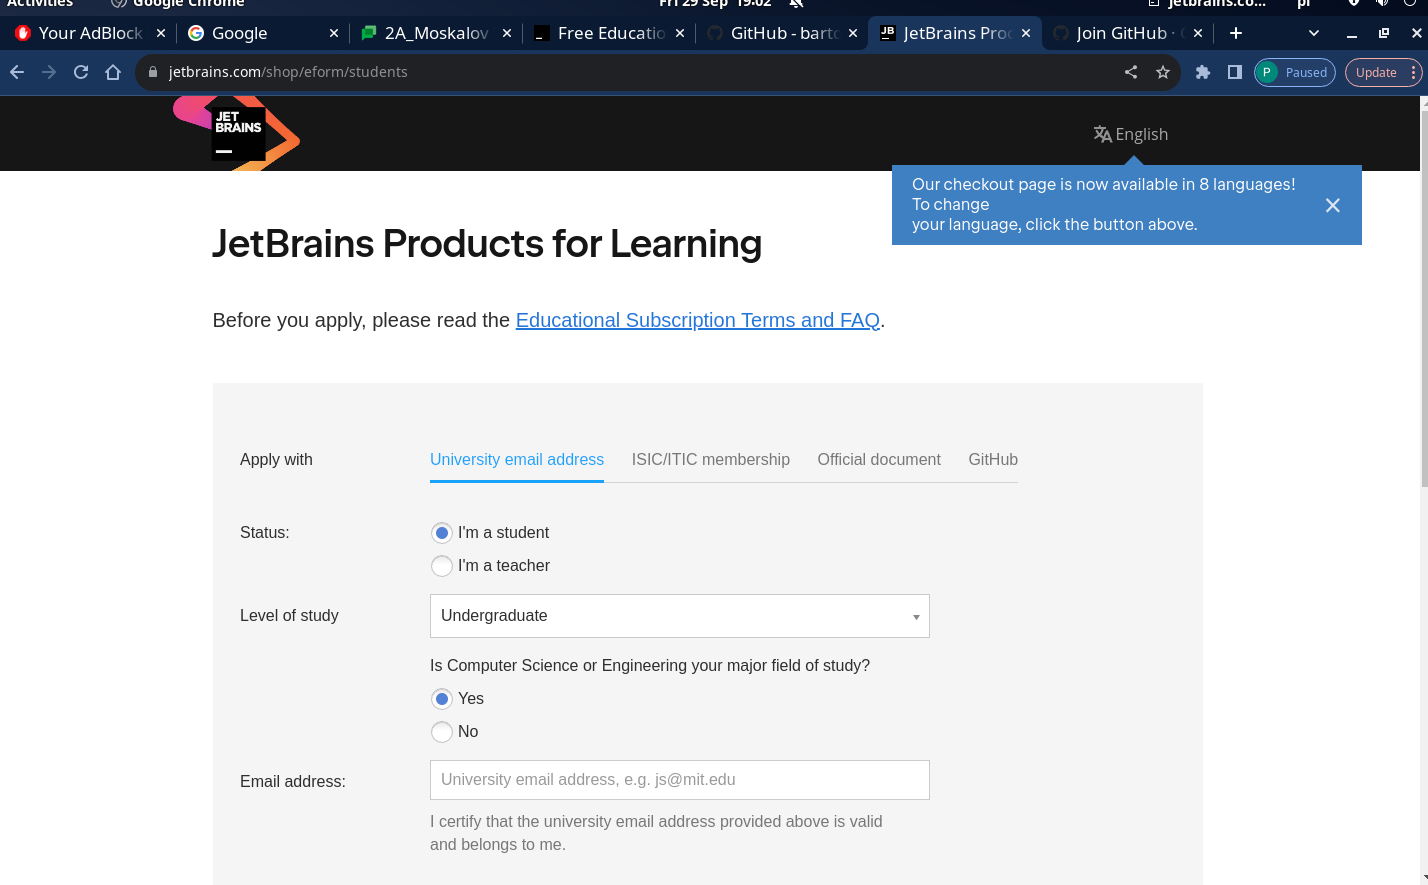 Activities Google Chrome Fri 29 Sep 19:02 jetbrains.co... pl
Your AdBlock Google 2A_Moskalov Free Educatio GitHub - barto JetBrains Proc Join GitHub ·
jetbrains.com/shop/eform/students P Paused Update
JET
BRAINS
English
Our checkout page is now available in 8 languages!
To change
your language, click the button above.
JetBrains Products for Learning
Before you apply, please read the Educational Subscription Terms and FAQ.
Apply with University email address ISIC/ITIC membership Official document GitHub
Status: I'm a student
I'm a teacher
Level of study Undergraduate
Is Computer Science or Engineering your major field of study?
Yes
No
Email address: University email address, e.g. js@mit.edu
I certify that the university email address provided above is valid
and belongs to me.